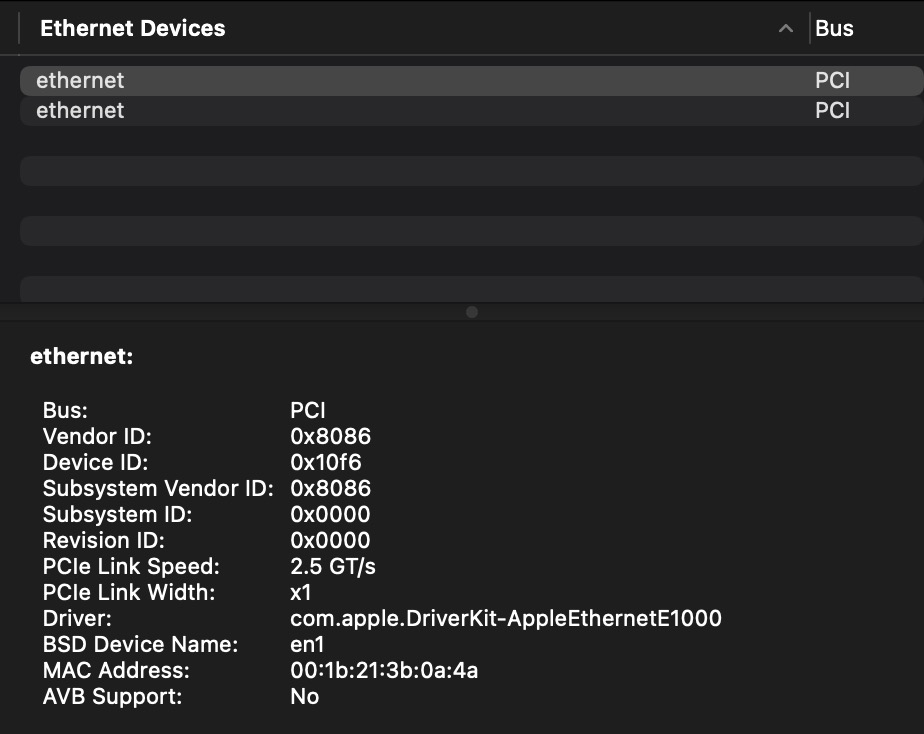 Ethernet Devices Bus
ethernet PCI
ethernet PCI
ethernet:
Bus: PCI
Vendor ID: 0x8086
Device ID: 0x10f6
Subsystem Vendor ID: 0x8086
Subsystem ID: 0x0000
Revision ID: 0x0000
PCIe Link Speed: 2.5 GT/s
PCIe Link Width: x1
Driver: com.apple.DriverKit-AppleEthernetE1000
BSD Device Name: en1
MAC Address: 00:1b:21:3b:0a:4a
AVB Support: No